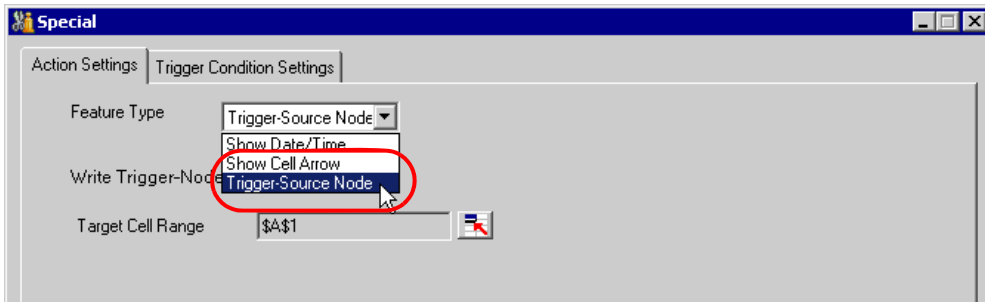 Special
Action Settings Trigger Condition Settings
Feature Type Trigger-Source Node
Show Date/Time
Show Cell Arrow
Write Trigger-Node Trigger-Source Node
Target Cell Range $A$1